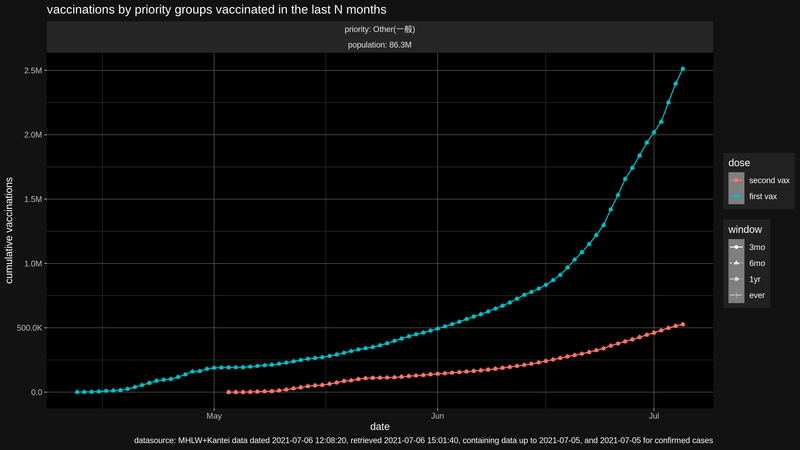 vaccinations by priority groups vaccinated in the last N months
priority: Other(一般)
population: 86.3M
2.5M
2.0M
1.5M
1.0M
500.0K
0.0
cumulative vaccinations
May
Jun
Jul
date
dose
second vax
first vax
window
3mo
6mo
1yr
ever
datasource: MHLW+Kantei data dated 2021-07-06 12:08:20, retrieved 2021-07-06 15:01:40, containing data up to 2021-07-05, and 2021-07-05 for confirmed cases